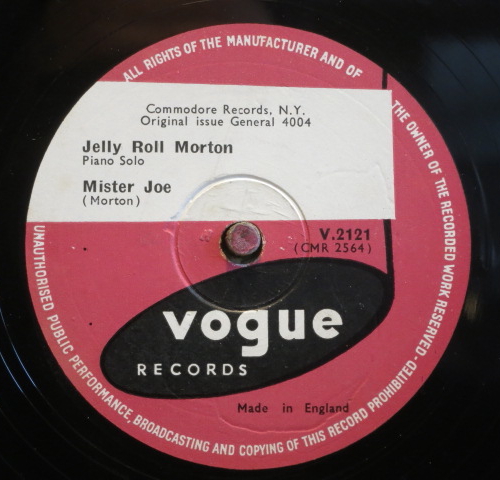 ALL RIGHTS OF THE MANUFACTURER AND OF THE OWNER OF THE RECORDED WORK RESERVED - UNAUTHORISED PUBLIC PERFORMANCE, BROADCASTING AND COPYING OF THIS RECORD PROHIBITED -
Commodore Records, N.Y.
Original issue General 4004
Jelly Roll Morton
Piano Solo
Mister Joe
(Morton)
V.2121
(CMR 2564)
vogue
RECORDS
Made in England